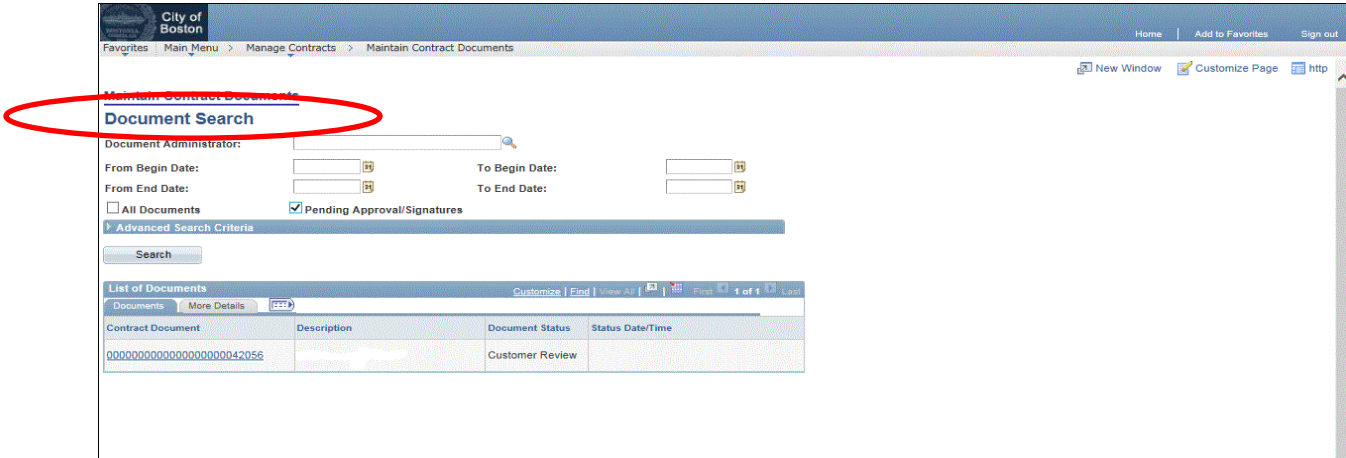 City of
Boston
Home | Add to Favorites Sign out
Favorites Main Menu > Manage Contracts > Maintain Contract Documents
New Window Customize Page http
Maintain Contract Documents
Document Search
Document Administrator:
From Begin Date: To Begin Date:
From End Date: To End Date:
All Documents Pending Approval/Signatures
Advanced Search Criteria
Search
List of Documents Customize | Find | View All | | First 1 of 1 Last
Documents More Details
Contract Document Description Document Status Status Date/Time
0000000000000000000042056 Customer Review